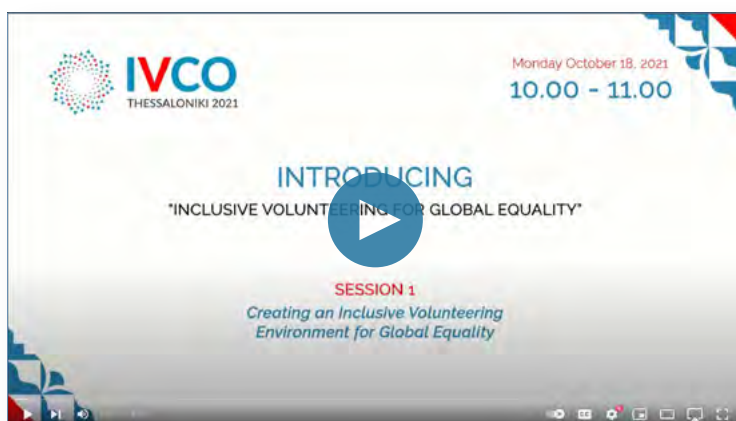 IVCO
THESSALONIKI 2021
Monday October 18, 2021
10.00 - 11.00
INTRODUCING
"INCLUSIVE VOLUNTEERING FOR GLOBAL EQUALITY"
SESSION 1
Creating an Inclusive Volunteering
Environment for Global Equality